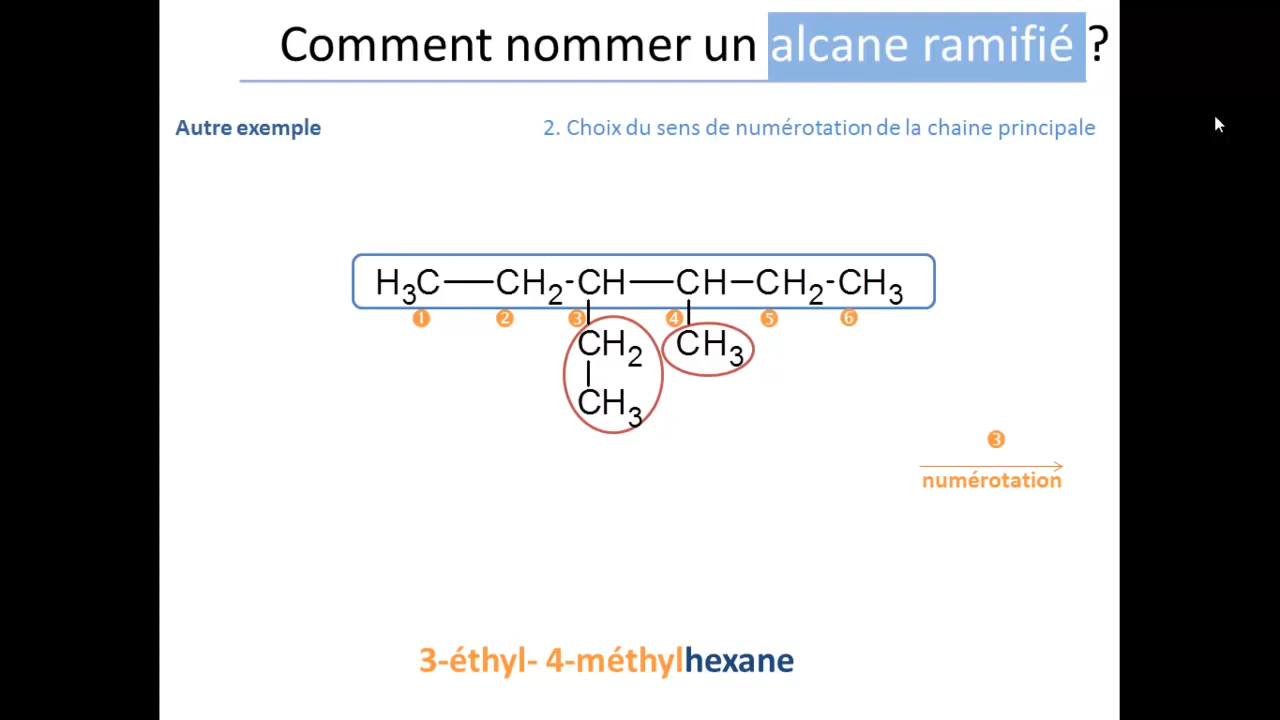 Comment nommer un alcane ramifié ?
Autre exemple
2. Choix du sens de numérotation de la chaine principale
H3C CH2-CH CH CH2-CH3
1 2 3 4 5 6
CH2 CH3
CH3
3
numérotation
3-éthyl- 4-méthylhexane